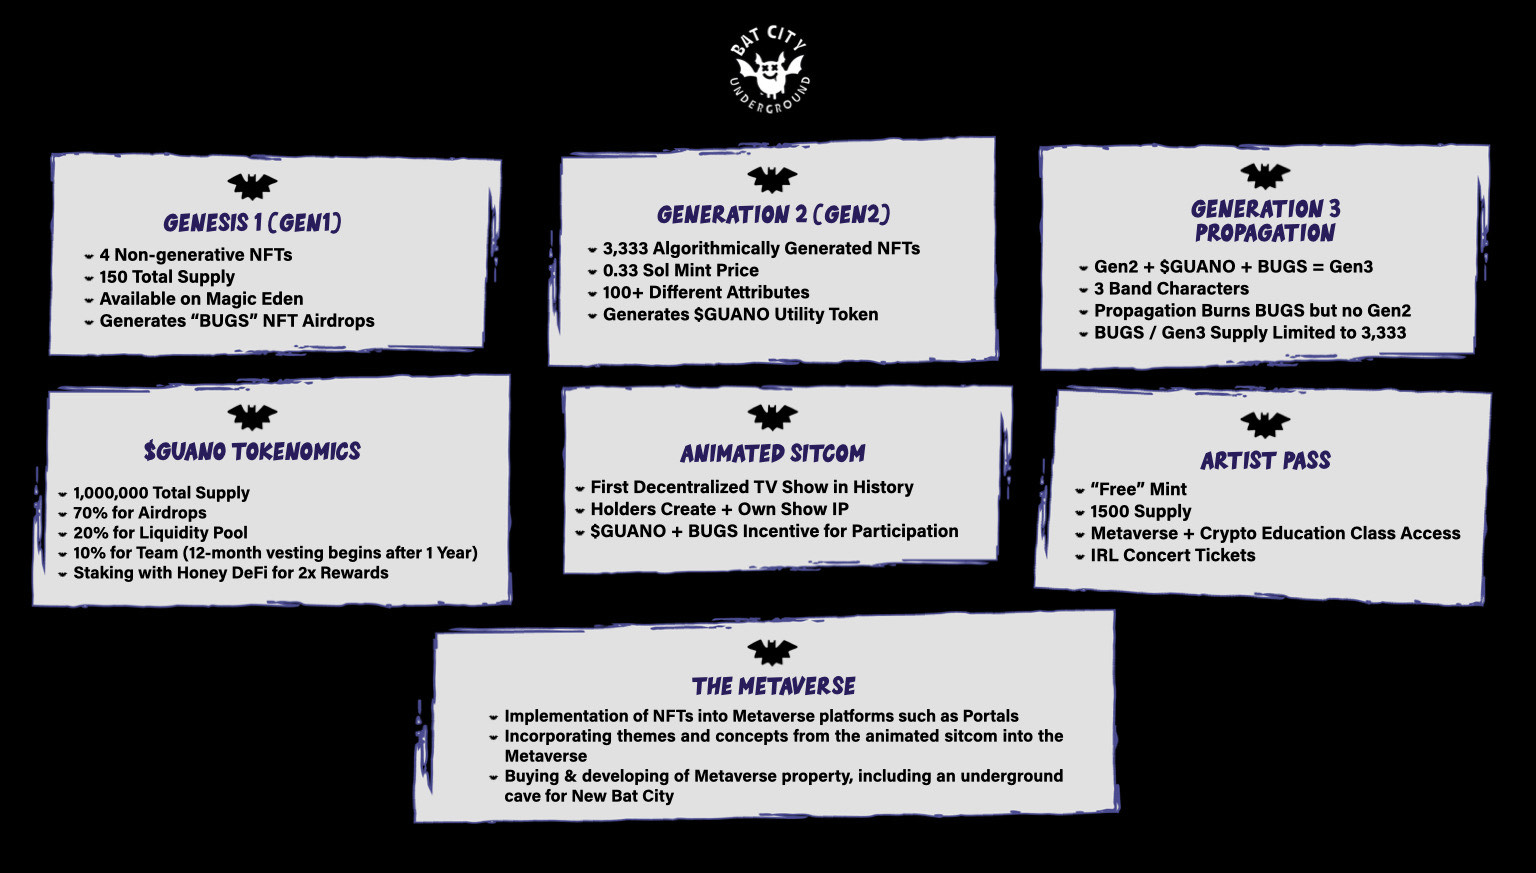 BAT CITY
UNDERGROUND
GENESIS 1 (GEN1)
4 Non-generative NFTs
150 Total Supply
Available on Magic Eden
Generates “BUGS” NFT Airdrops
GENERATION 2 (GEN2)
3,333 Algorithmically Generated NFTs
0.33 Sol Mint Price
100+ Different Attributes
Generates $GUANO Utility Token
GENERATION 3
PROPAGATION
Gen2 + $GUANO + BUGS = Gen3
3 Band Characters
Propagation Burns BUGS but no Gen2
BUGS / Gen3 Supply Limited to 3,333
$GUANO TOKENOMICS
1,000,000 Total Supply
70% for Airdrops
20% for Liquidity Pool
10% for Team (12-month vesting begins after 1 Year)
Staking with Honey DeFi for 2x Rewards
ANIMATED SITCOM
First Decentralized TV Show in History
Holders Create + Own Show IP
$GUANO + BUGS Incentive for Participation
ARTIST PASS
“Free” Mint
1500 Supply
Metaverse + Crypto Education Class Access
IRL Concert Tickets
THE METAVERSE
Implementation of NFTs into Metaverse platforms such as Portals
Incorporating themes and concepts from the animated sitcom into the
Metaverse
Buying & developing of Metaverse property, including an underground
cave for New Bat City